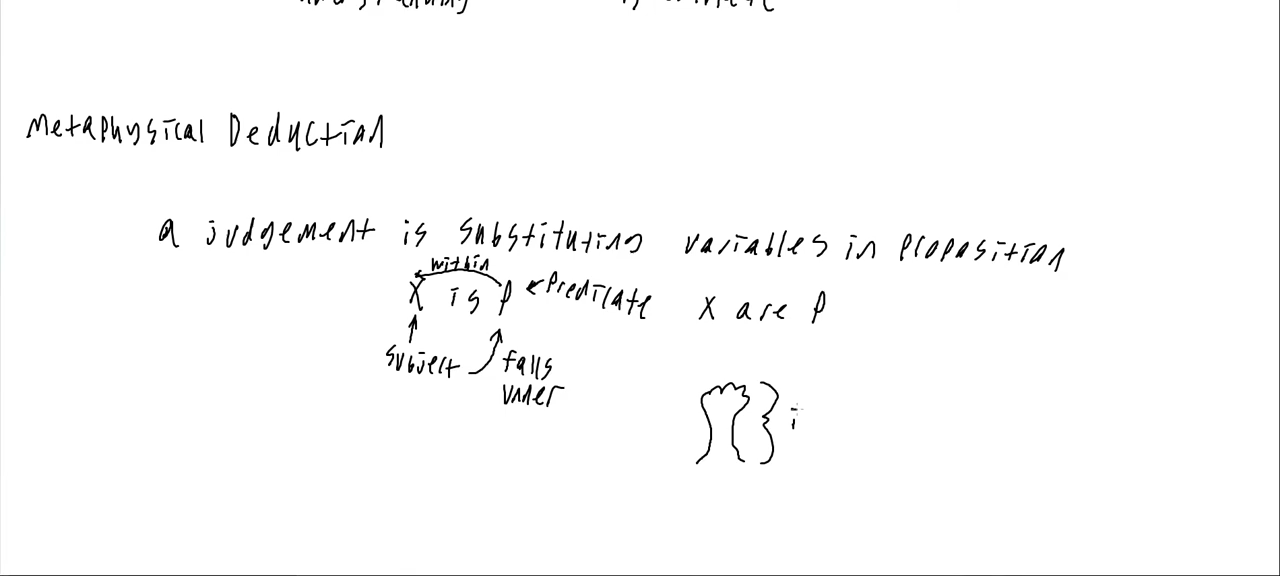 Metaphysical Deduction
a judgement is substituting variables in proposition
within
X is P ← Predicate X are P
subject falls
under
i